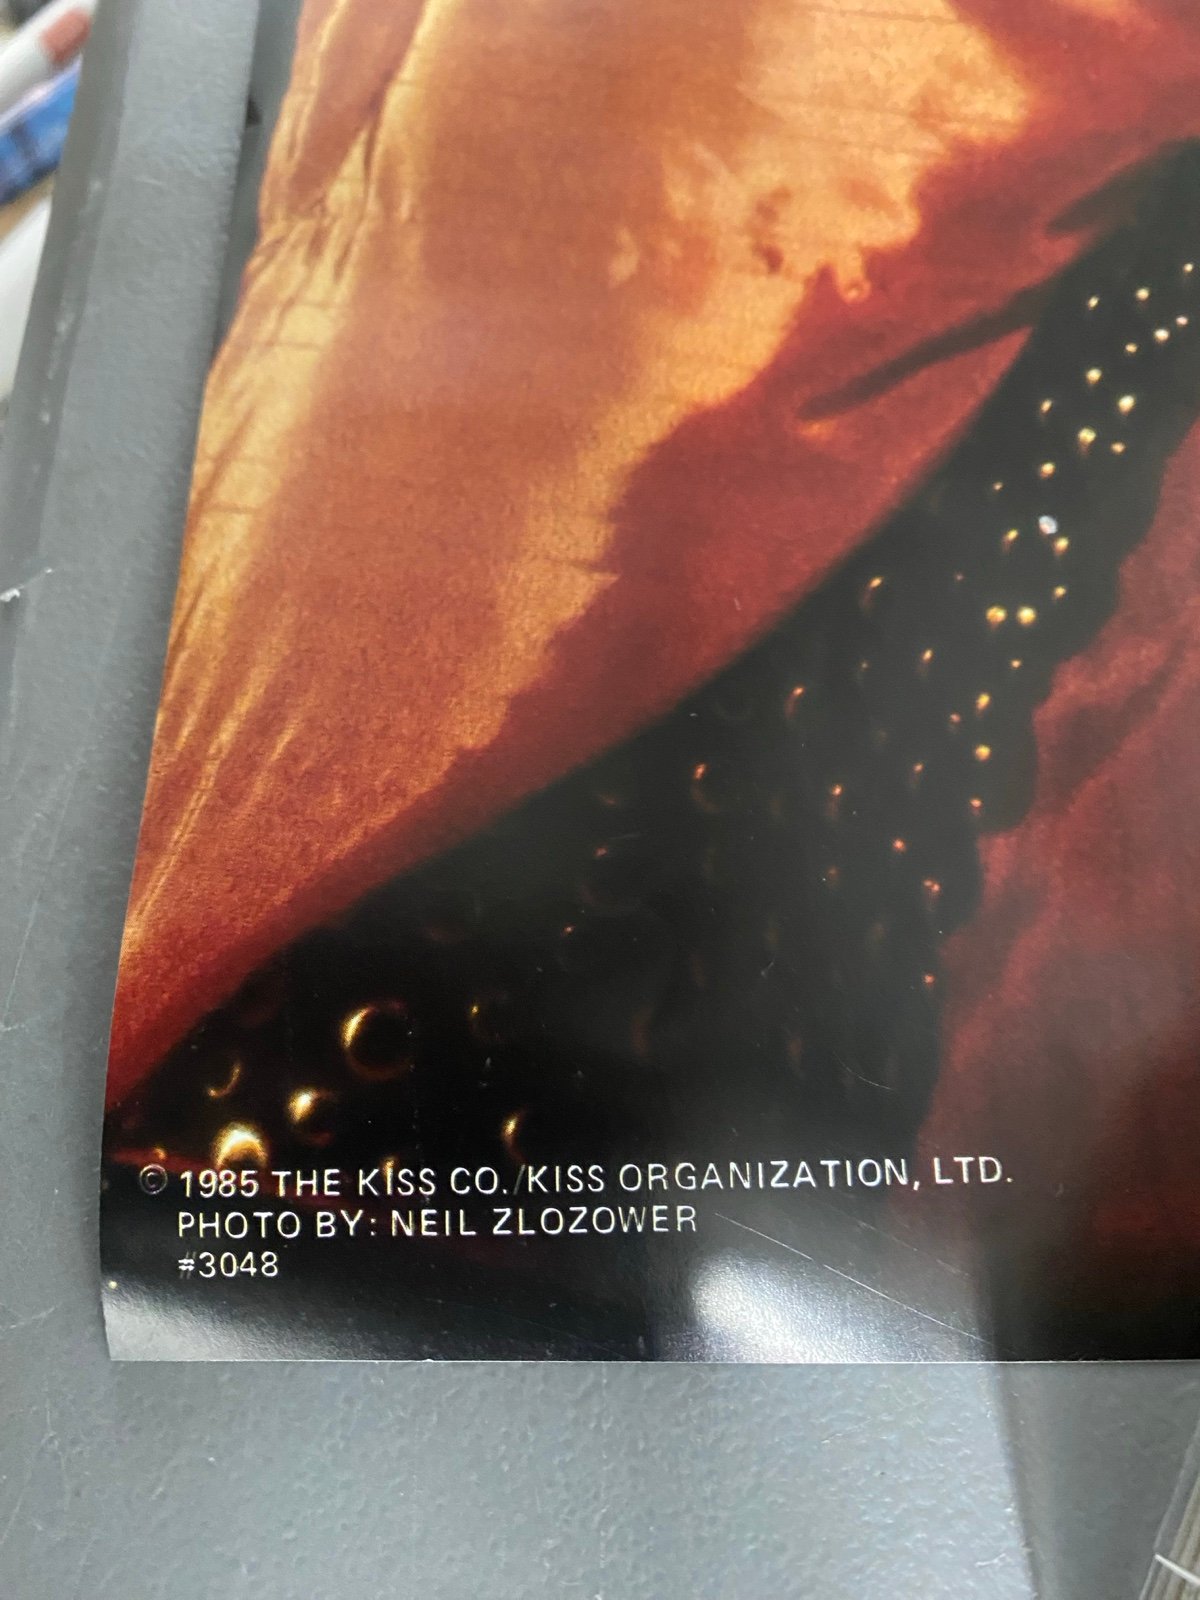 © 1985 THE KISS CO./KISS ORGANIZATION, LTD.
PHOTO BY: NEIL ZLOZOWER
#3048